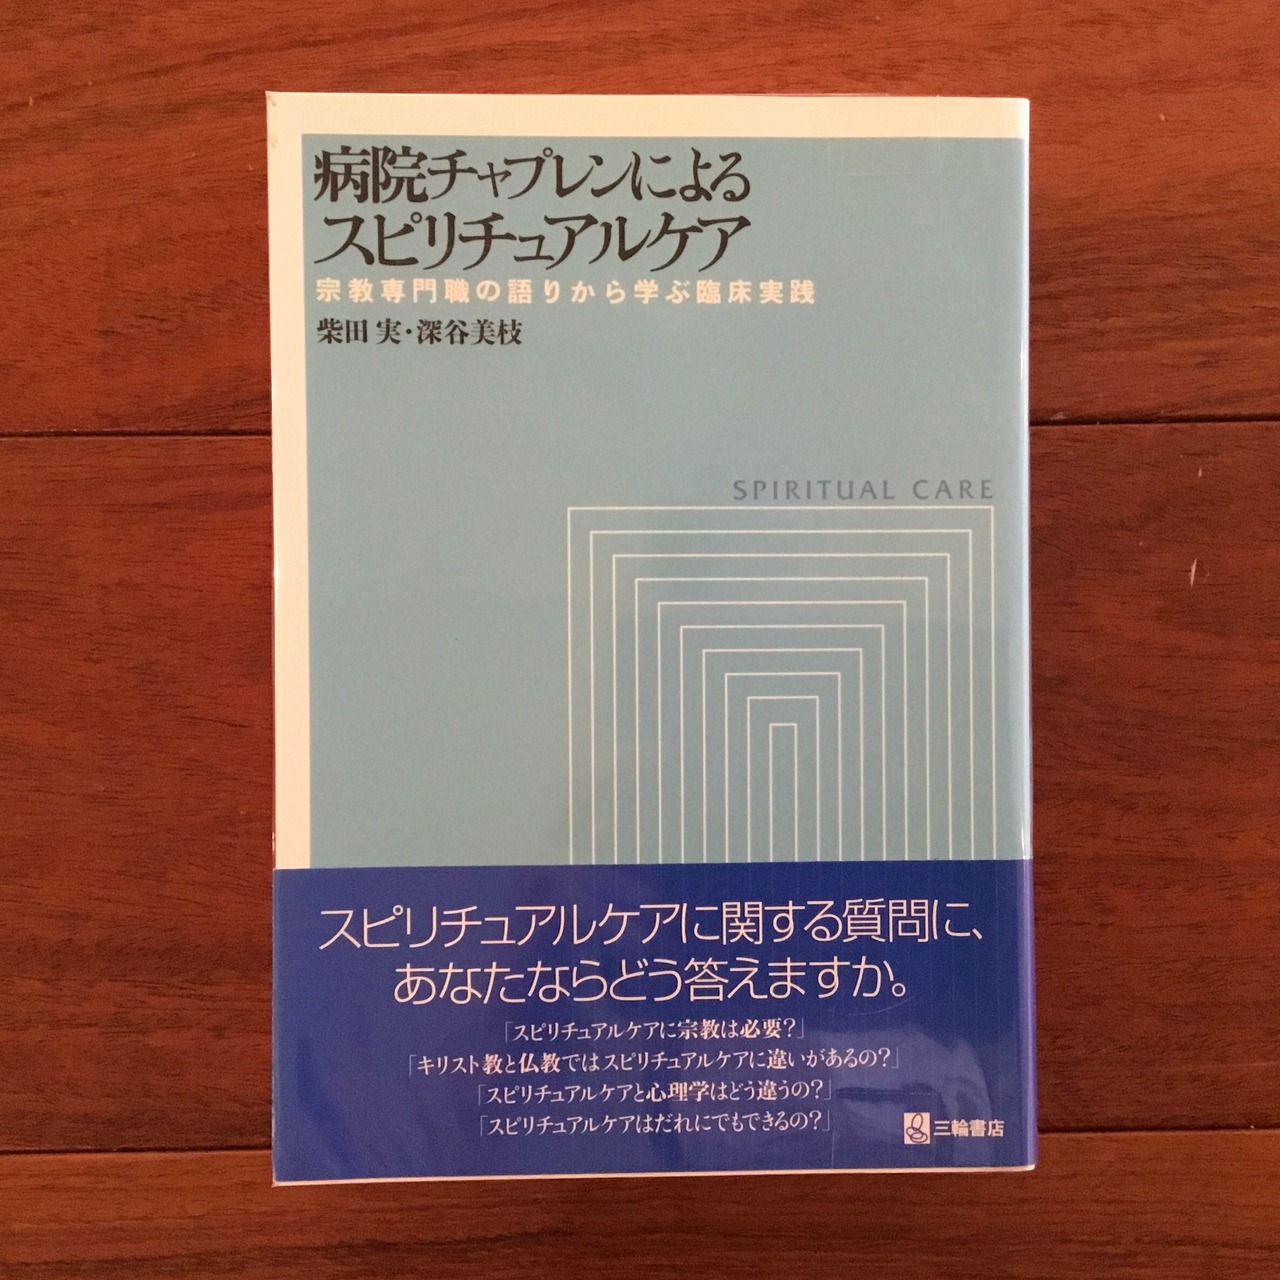 病院チャプレンによる
スピリチュアルケア
宗教専門職の語りから学ぶ臨床実践
柴田 実・深谷美枝
SPIRITUAL CARE
スピリチュアルケアに関する質問に、
あなたならどう答えますか。
「スピリチュアルケアに宗教は必要?」
「キリスト教と仏教ではスピリチュアルケアに違いがあるの?」
「スピリチュアルケアと心理学はどう違うの?」
「スピリチュアルケアはだれにでもできるの?」
三輪書店